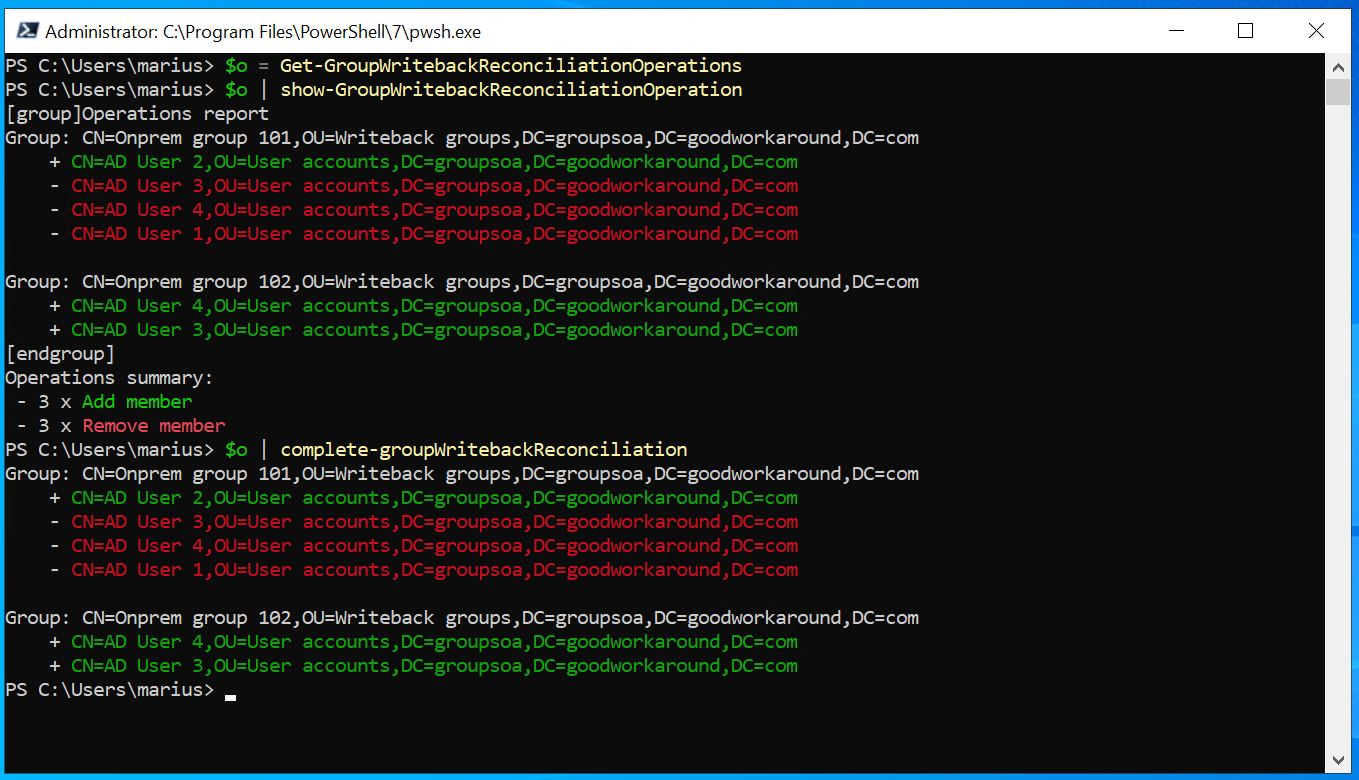 Administrator: C:\Program Files\PowerShell\7\pwsh.exe
PS C:\Users\marius> $o = Get-GroupWritebackReconciliationOperations
PS C:\Users\marius> $o | show-GroupWritebackReconciliationOperation
[group]Operations report
Group: CN=Onprem group 101,OU=Writeback groups,DC=groupsoa,DC=goodworkaround,DC=com
    + CN=AD User 2,OU=User accounts,DC=groupsoa,DC=goodworkaround,DC=com
    - CN=AD User 3,OU=User accounts,DC=groupsoa,DC=goodworkaround,DC=com
    - CN=AD User 4,OU=User accounts,DC=groupsoa,DC=goodworkaround,DC=com
    - CN=AD User 1,OU=User accounts,DC=groupsoa,DC=goodworkaround,DC=com

Group: CN=Onprem group 102,OU=Writeback groups,DC=groupsoa,DC=goodworkaround,DC=com
    + CN=AD User 4,OU=User accounts,DC=groupsoa,DC=goodworkaround,DC=com
    + CN=AD User 3,OU=User accounts,DC=groupsoa,DC=goodworkaround,DC=com
[endgroup]
Operations summary:
 - 3 x Add member
 - 3 x Remove member
PS C:\Users\marius> $o | complete-groupWritebackReconciliation
Group: CN=Onprem group 101,OU=Writeback groups,DC=groupsoa,DC=goodworkaround,DC=com
    + CN=AD User 2,OU=User accounts,DC=groupsoa,DC=goodworkaround,DC=com
    - CN=AD User 3,OU=User accounts,DC=groupsoa,DC=goodworkaround,DC=com
    - CN=AD User 4,OU=User accounts,DC=groupsoa,DC=goodworkaround,DC=com
    - CN=AD User 1,OU=User accounts,DC=groupsoa,DC=goodworkaround,DC=com

Group: CN=Onprem group 102,OU=Writeback groups,DC=groupsoa,DC=goodworkaround,DC=com
    + CN=AD User 4,OU=User accounts,DC=groupsoa,DC=goodworkaround,DC=com
    + CN=AD User 3,OU=User accounts,DC=groupsoa,DC=goodworkaround,DC=com
PS C:\Users\marius>